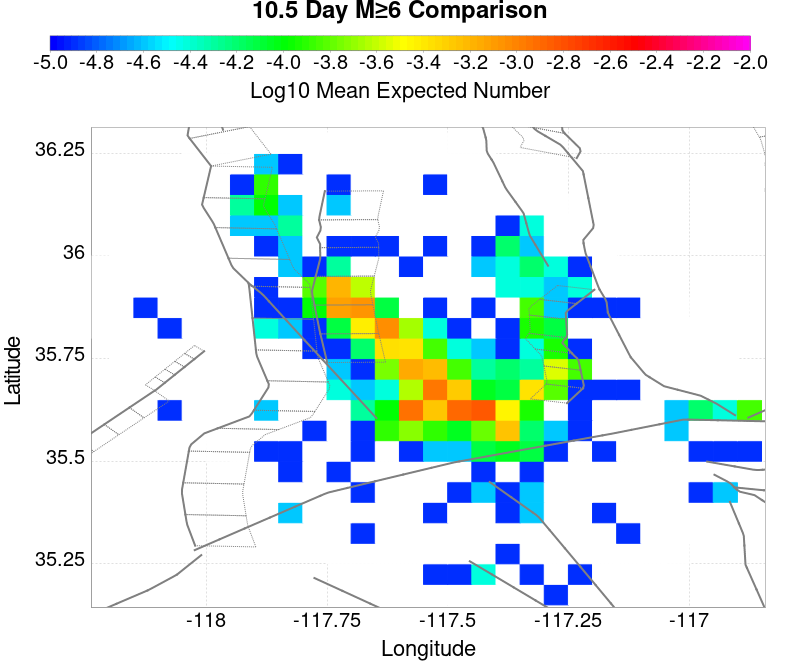 10.5 Day M≥6 Comparison
-5.0 -4.8 -4.6 -4.4 -4.2 -4.0 -3.8 -3.6 -3.4 -3.2 -3.0 -2.8 -2.6 -2.4 -2.2 -2.0
Log10 Mean Expected Number
36.25
36
35.75
35.5
35.25
Latitude
-118 -117.75 -117.5 -117.25 -117
Longitude